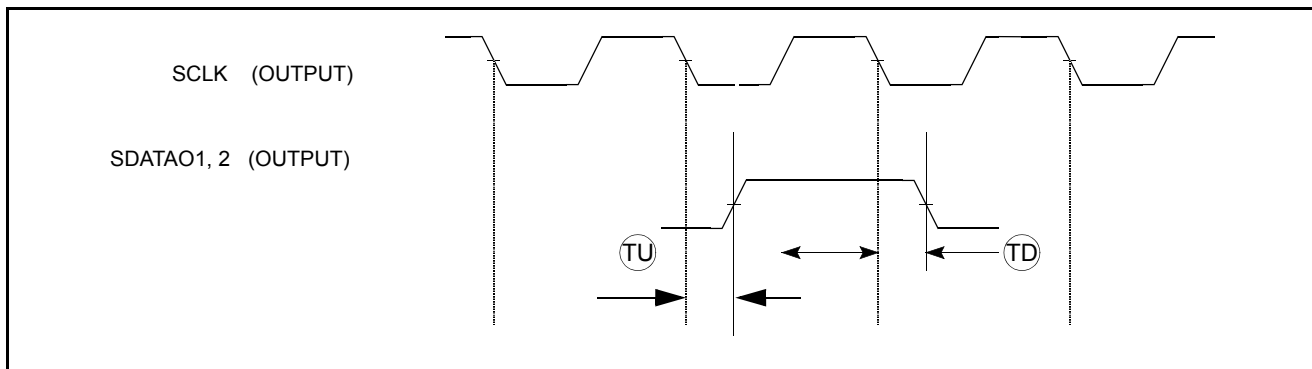 SCLK (OUTPUT)
SDATAO1, 2 (OUTPUT)
TU
TD